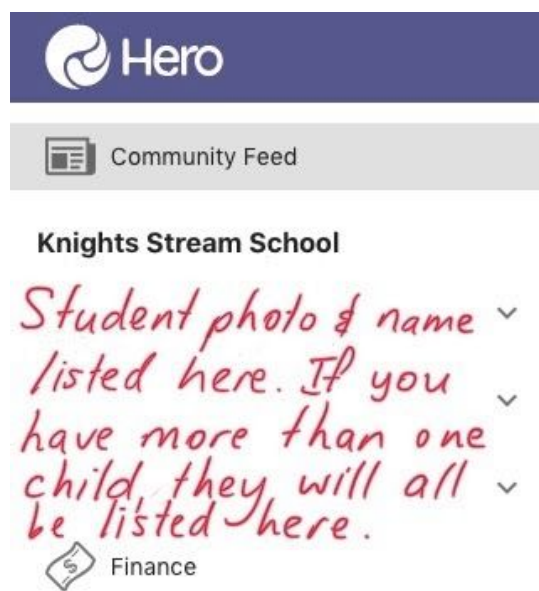 Hero
Community Feed
Knights Stream School
Student photo & name
listed here. If you
have more than one
child, they will all
be listed here.
Finance